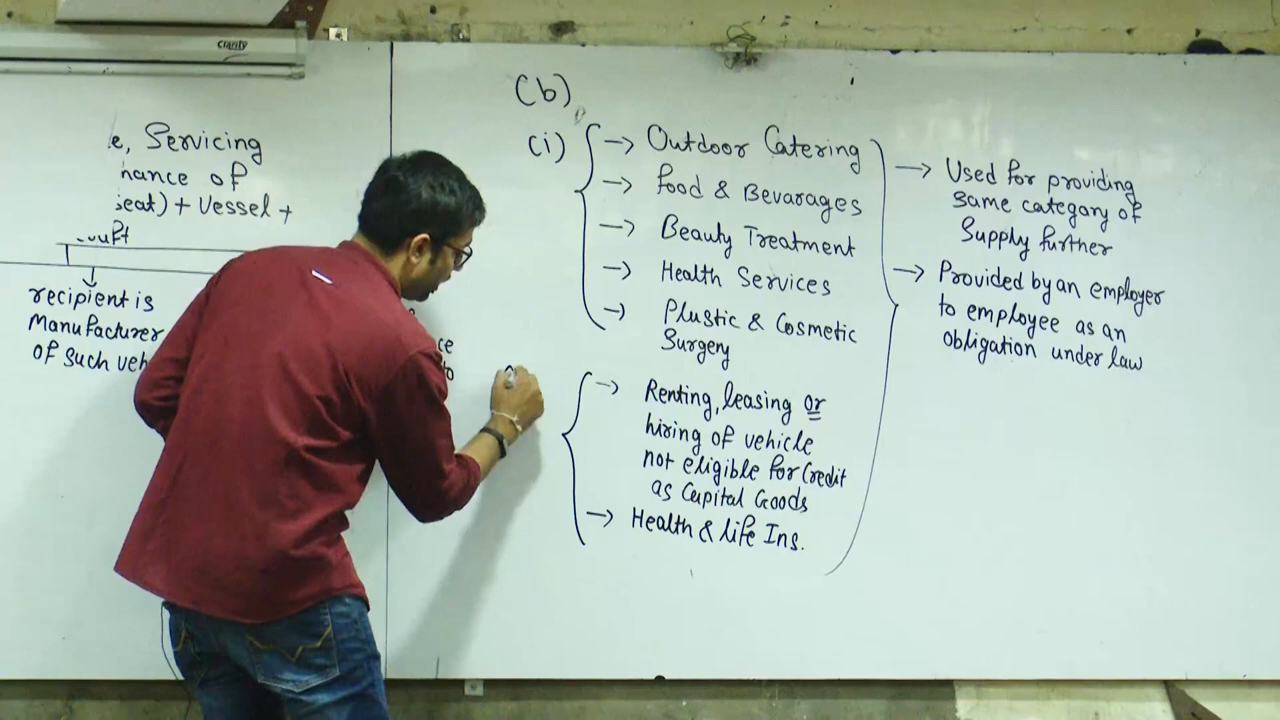 clarity
e, Servicing
nance of
seat) + Vessel +
recipient is
Manufacturer
of such veh
ce
to
(b)
(i) → Outdoor Catering
→ Food & Bevarages
→ Beauty Treatment
→ Health Services
→ Plastic & Cosmetic
Surgery
→ Renting, leasing or
hiring of vehicle
not eligible for Credit
as Capital Goods
→ Health & life Ins.
→ Used for providing
same category of
Supply further
→ Provided by an employer
to employee as an
obligation under law